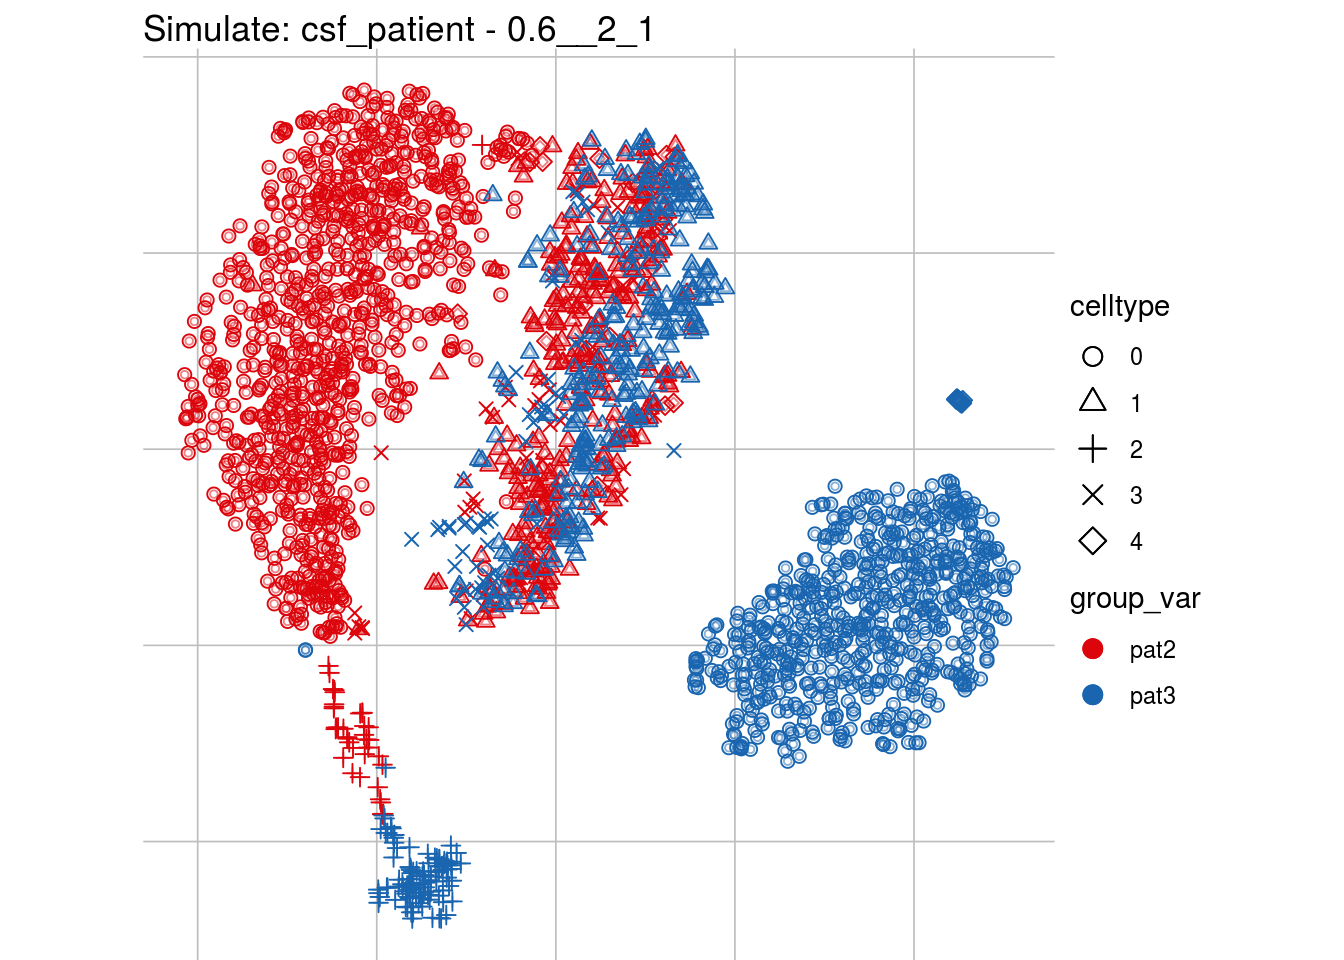 Simulate: csf_patient - 0.6__2_1
celltype
0
1
2
3
4
group_var
pat2
pat3